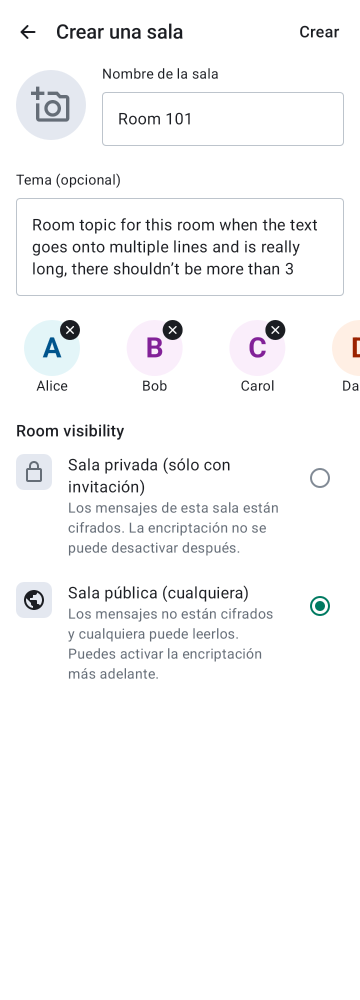 Crear una sala
Crear
Nombre de la sala
Room 101
Tema (opcional)
Room topic for this room when the text
goes onto multiple lines and is really
long, there shouldn’t be more than 3
A
B
C
D
Alice
Bob
Carol
Da
Room visibility
Sala privada (sólo con
invitación)
Los mensajes de esta sala están
cifrados. La encriptación no se
puede desactivar después.
Sala pública (cualquiera)
Los mensajes no están cifrados
y cualquiera puede leerlos.
Puedes activar la encriptación
más adelante.